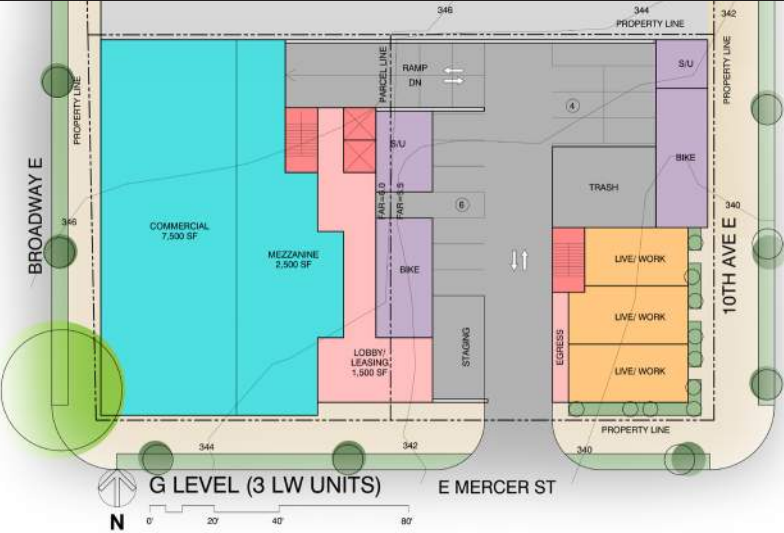 346
344
342
PROPERTY LINE
PROPERTY LINE
PARCEL LINE
RAMP
DN
S/U
PROPERTY LINE
4
S/U
BIKE
TRASH
BROADWAY E
346
COMMERCIAL
7,500 SF
MEZZANINE
2,500 SF
FAR=6.0
FAR=5.5
6
340
10TH AVE E
BIKE
LIVE/ WORK
LIVE/ WORK
LIVE/ WORK
LOBBY/
LEASING
1,500 SF
STAGING
EGRESS
PROPERTY LINE
344
342
340
G LEVEL (3 LW UNITS)
E MERCER ST
N
0'
20'
40'
80'